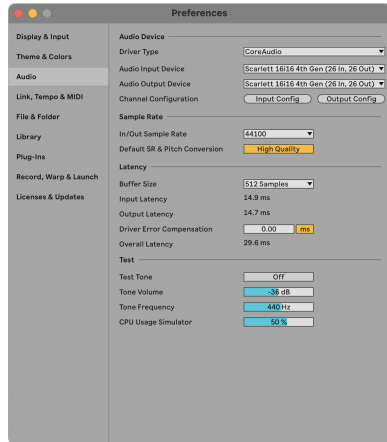 Preferences
Display & Input
Theme & Colors
Audio
Link, Tempo & MIDI
File & Folder
Library
Plug-Ins
Record, Warp & Launch
Licenses & Updates
Audio Device
Driver Type CoreAudio
Audio Input Device Scarlett 16i16 4th Gen (26 In, 26 Out)
Audio Output Device Scarlett 16i16 4th Gen (26 In, 26 Out)
Channel Configuration Input Config Output Config
Sample Rate
In/Out Sample Rate 44100
Default SR & Pitch Conversion High Quality
Latency
Buffer Size 512 Samples
Input Latency 14.9 ms
Output Latency 14.7 ms
Driver Error Compensation 0.00 ms
Overall Latency 29.6 ms
Test
Test Tone Off
Tone Volume -36 dB
Tone Frequency 440 Hz
CPU Usage Simulator 50 %